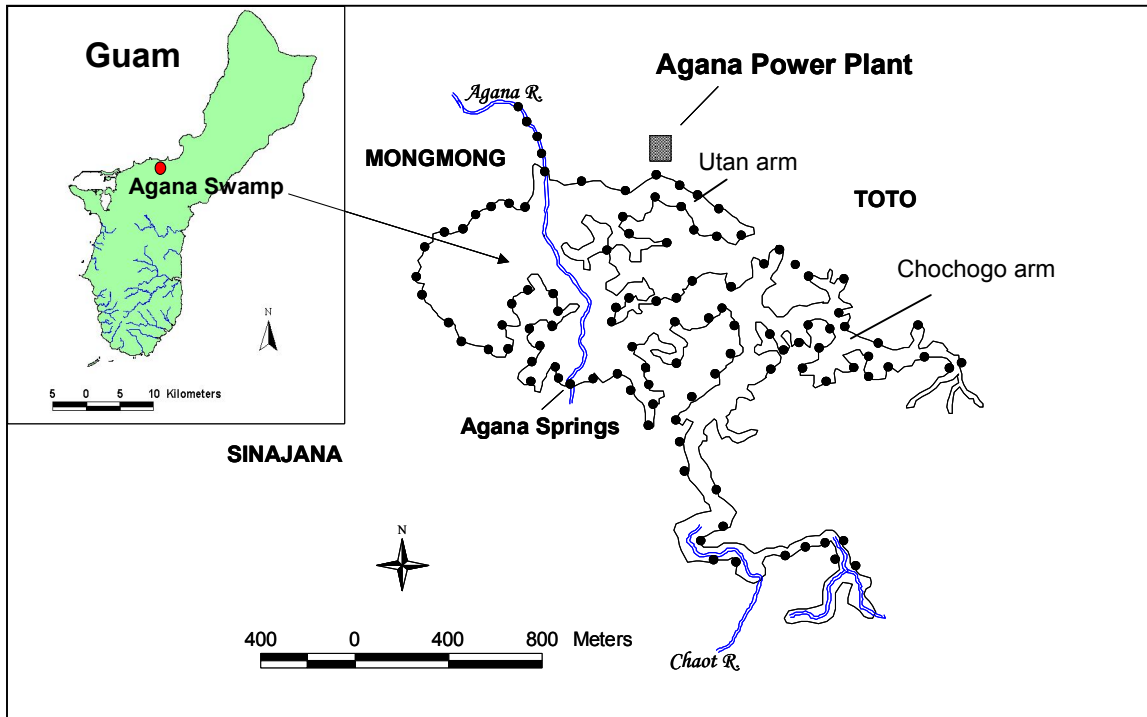 Guam
Agana Swamp
N
5 0 5 10 Kilometers
Agana Power Plant
Agana R.
MONGMONG
Utan arm
TOTO
Chochogo arm
Agana Springs
SINAJANA
N
400 0 400 800 Meters
Chaot R.